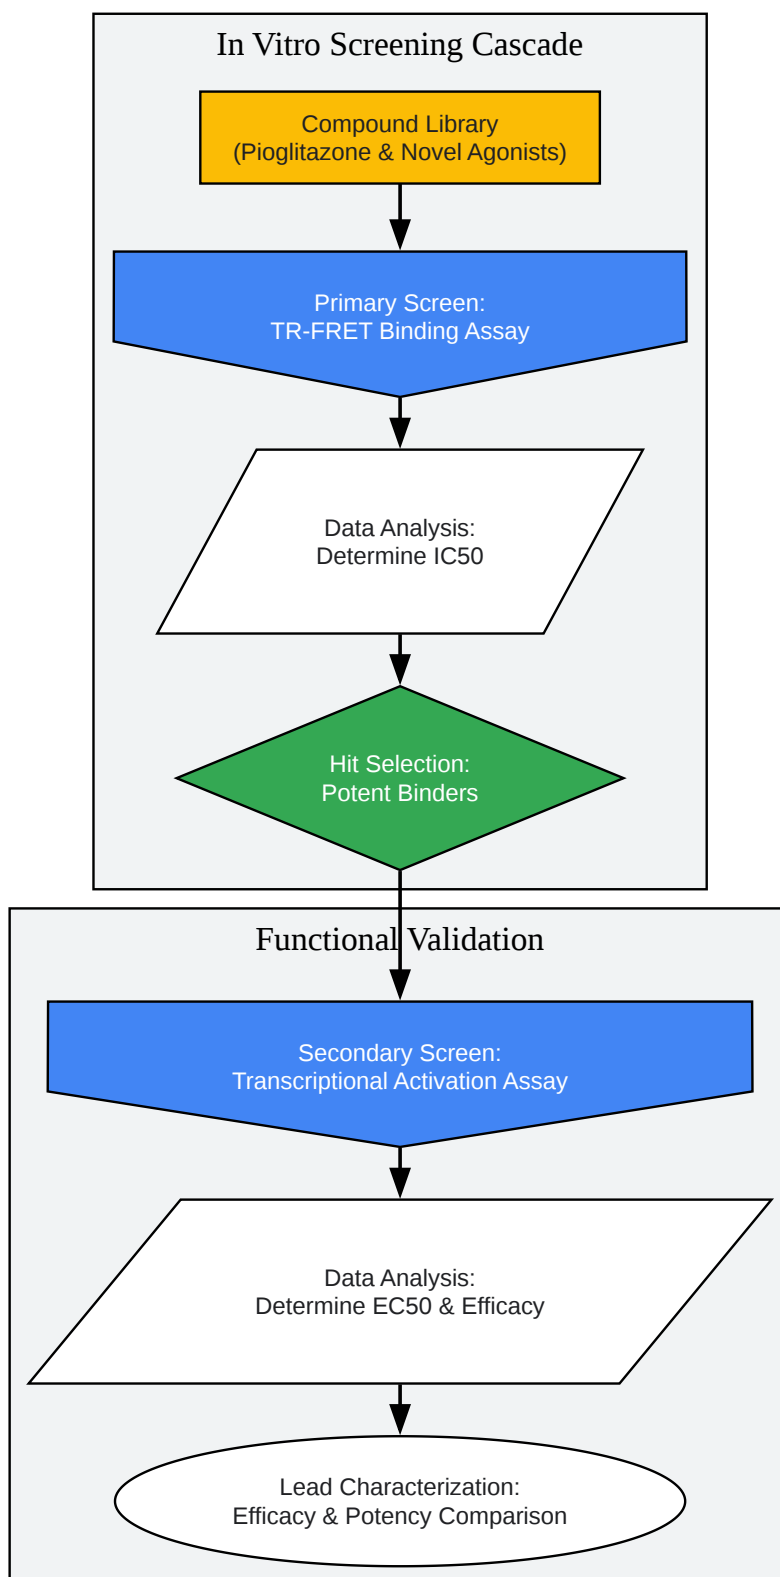 In Vitro Screening Cascade
Compound Library
(Pioglitazone & Novel Agonists)
Primary Screen:
TR-FRET Binding Assay
Data Analysis:
Determine IC50
Hit Selection:
Potent Binders
Functional Validation
Secondary Screen:
Transcriptional Activation Assay
Data Analysis:
Determine EC50 & Efficacy
Lead Characterization:
Efficacy & Potency Comparison